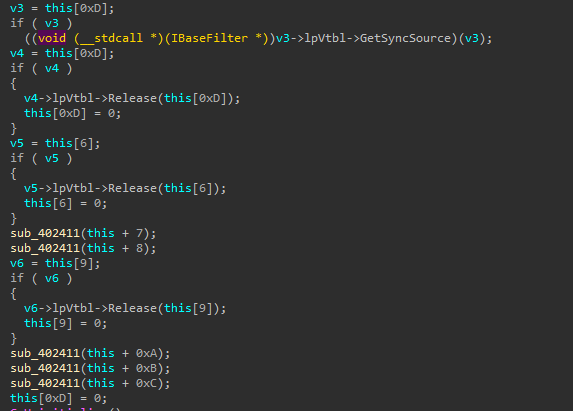 v3 = this[0xD];
if ( v3 )
((void (__stdcall *)(IBaseFilter *))v3->lpVtbl->GetSyncSource)(v3);
v4 = this[0xD];
if ( v4 )
{
v4->lpVtbl->Release(this[0xD]);
this[0xD] = 0;
}
v5 = this[6];
if ( v5 )
{
v5->lpVtbl->Release(this[6]);
this[6] = 0;
}
sub_402411(this + 7);
sub_402411(this + 8);
v6 = this[9];
if ( v6 )
{
v6->lpVtbl->Release(this[9]);
this[9] = 0;
}
sub_402411(this + 0xA);
sub_402411(this + 0xB);
sub_402411(this + 0xC);
this[0xD] = 0;